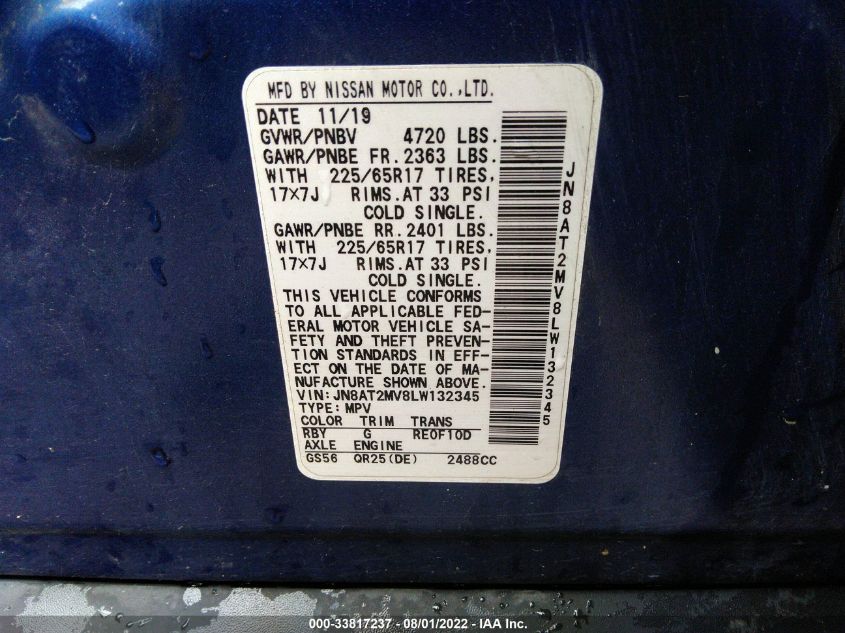 MFD BY NISSAN MOTOR CO.,LTD.
DATE 11/19
GVWR/PNBV 4720 LBS.
GAWR/PNBE FR. 2363 LBS.
WITH 225/65R17 TIRES,
17×7J RIMS.AT 33 PSI
COLD SINGLE.
GAWR/PNBE RR. 2401 LBS.
WITH 225/65R17 TIRES,
17×7J RIMS.AT 33 PSI
COLD SINGLE.
THIS VEHICLE CONFORMS
TO ALL APPLICABLE FED-
ERAL MOTOR VEHICLE SA-
FETY AND THEFT PREVEN-
TION STANDARDS IN EFF-
ECT ON THE DATE OF MA-
NUFACTURE SHOWN ABOVE.
VIN: JN8AT2MV8LW132345
TYPE: MPV
COLOR TRIM TRANS
RBY G RE0F10D
AXLE ENGINE
GS56 QR25(DE) 2488CC
JN8AT2MV8LW132345
000-33817237 - 08/01/2022 - IAA Inc.